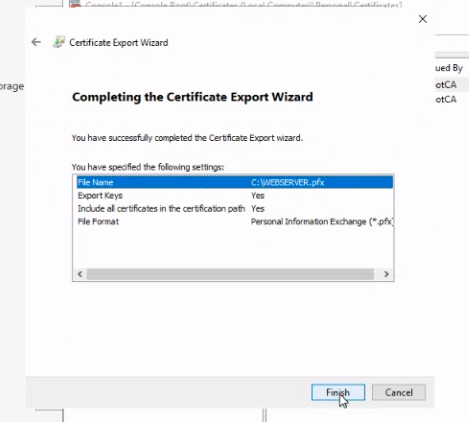 Console1 - [Console Root\Certificates (Local Computer)\Personal\Certificates]
Certificate Export Wizard
ued By
orage
otCA
Completing the Certificate Export Wizard
otCA
You have successfully completed the Certificate Export wizard.
You have specified the following settings:
File Name C:\WEBSERVER.pfx
Export Keys Yes
Include all certificates in the certification path Yes
File Format Personal Information Exchange (*.pfx)
Finish Cancel